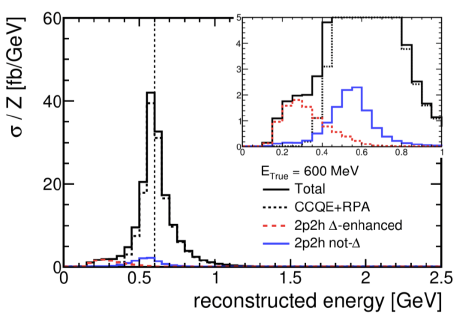 σ / Z [fb/GeV]
60
40
20
0
5
4
3
2
1
0
0 0.2 0.4 0.6 0.8 1
E_True = 600 MeV
Total
CCQE+RPA
2p2h Δ-enhanced
2p2h not-Δ
0 0.5 1 1.5 2 2.5
reconstructed energy [GeV]